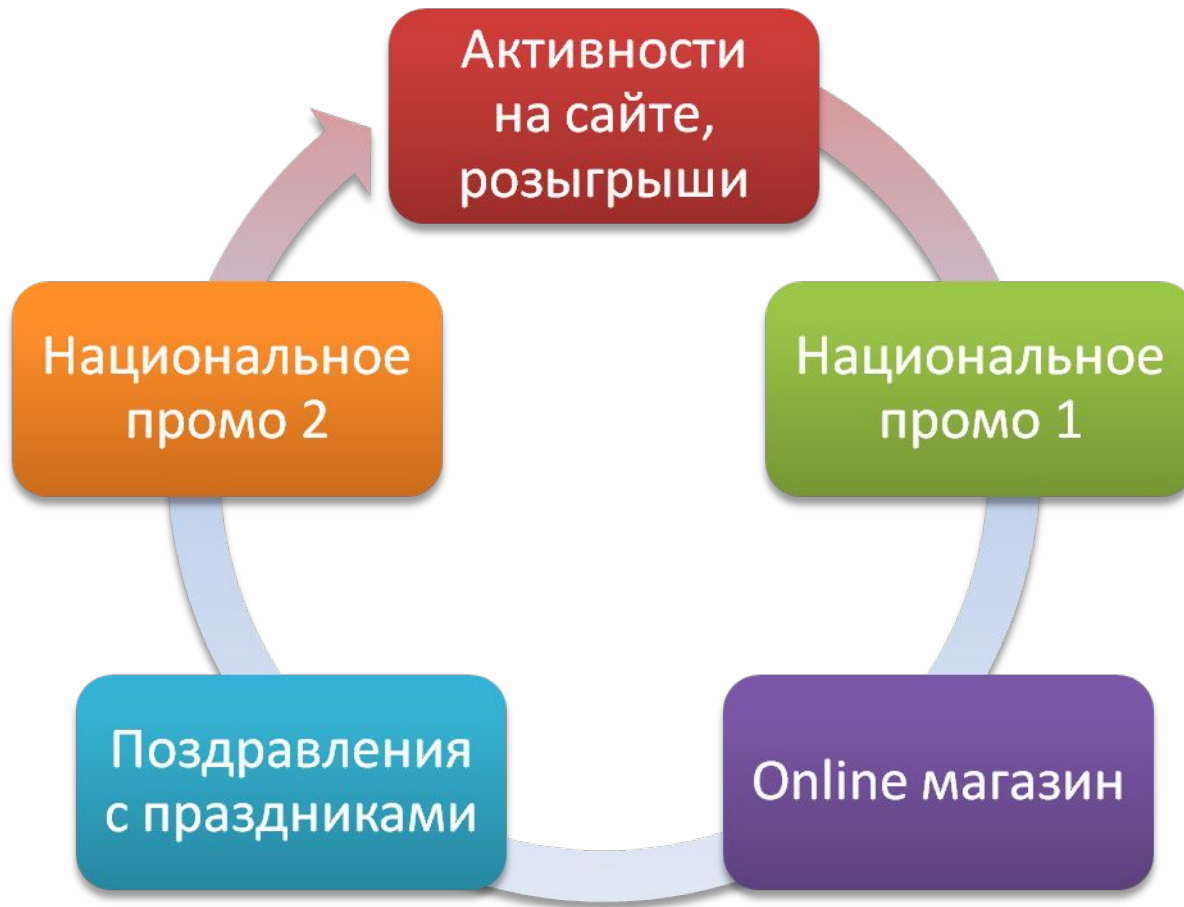 Активности
на сайте,
розыгрыши
Национальное
промо 1
Online магазин
Поздравления
с праздниками
Национальное
промо 2